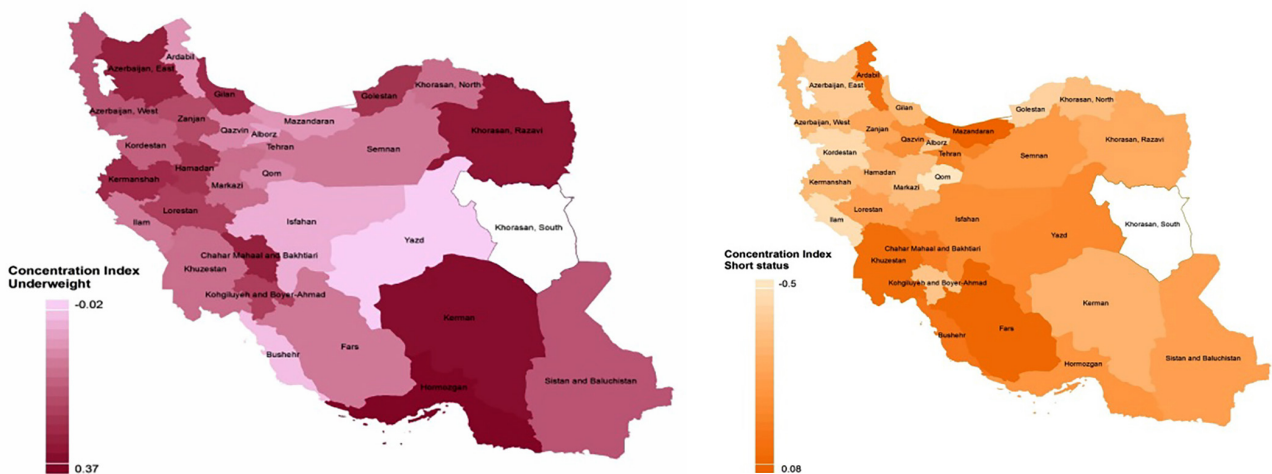 Ardabil
Azerbaijan, East
Gilan
Golestan
Khorasan, North
Azerbaijan, West
Zanjan
Mazandaran
Qazvin
Alborz
Khorasan, Razavi
Kordestan
Tehran
Semnan
Hamadan
Kermanshah
Markazi
Qom
Lorestan
Ilam
Isfahan
Yazd
Khorasan, South
Chahar Mahaal and Bakhtiari
Khuzestan
Kohgiluyeh and Boyer-Ahmad
Kerman
Bushehr
Fars
Hormozgan
Sistan and Baluchistan
Concentration Index
Underweight
-0.02
0.37
Ardabil
Azerbaijan, East
Gilan
Golestan
Khorasan, North
Azerbaijan, West
Zanjan
Mazandaran
Qazvin
Alborz
Khorasan, Razavi
Kordestan
Tehran
Semnan
Hamadan
Kermanshah
Markazi
Qom
Lorestan
Ilam
Isfahan
Yazd
Khorasan, South
Chahar Mahaal and Bakhtiari
Khuzestan
Kohgiluyeh and Boyer-Ahmad
Kerman
Bushehr
Fars
Hormozgan
Sistan and Baluchistan
Concentration Index
Short status
-0.5
0.08